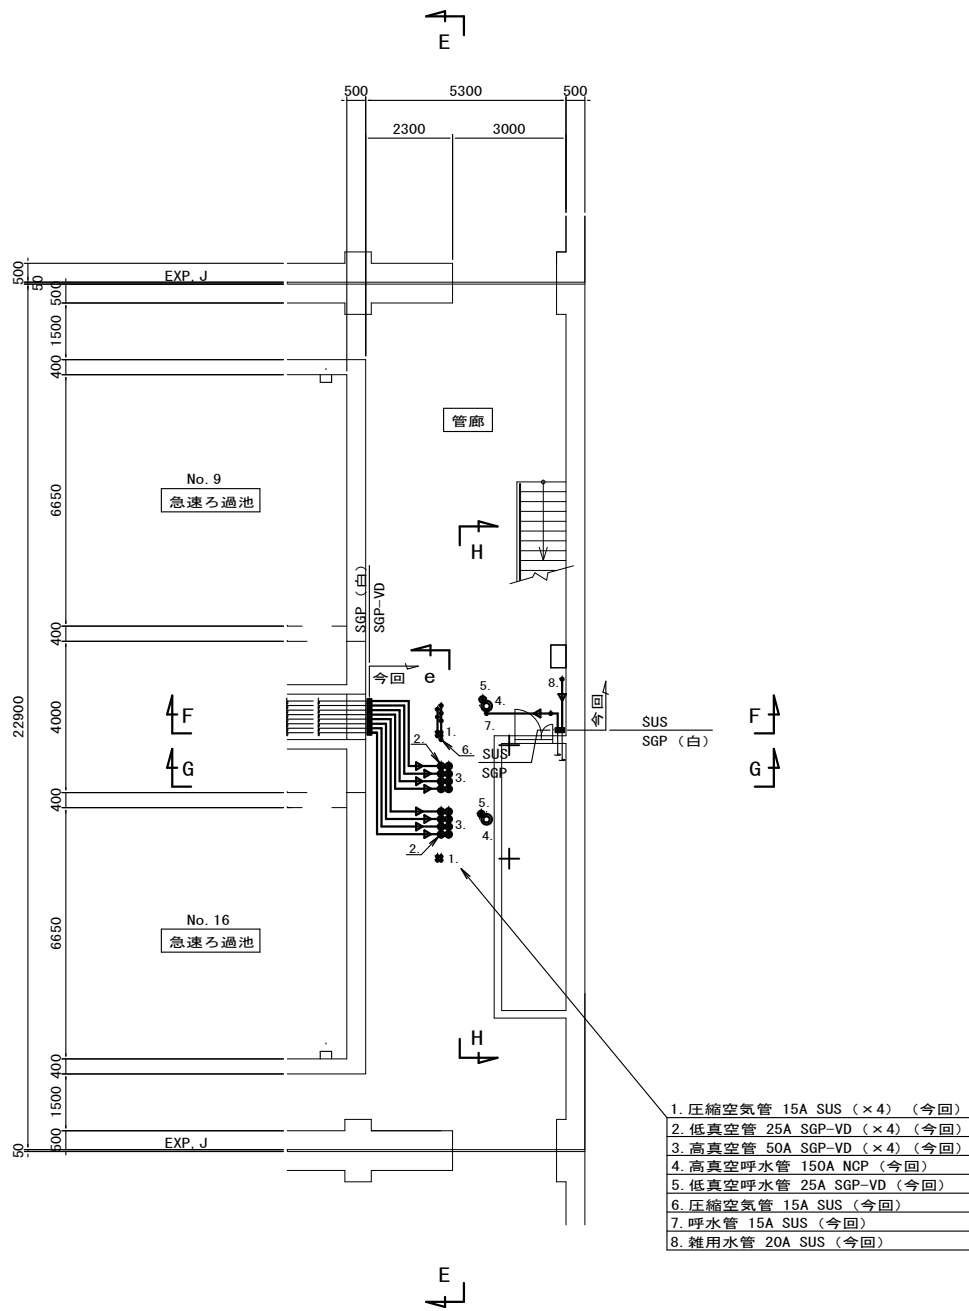 E
500 5300 500
2300 3000
500
50
EXP. J
500
1500
400
管廊
No. 9
急速ろ過池
6650
H
SGP (白)
SGP-VD
400
今回
e
5.
4.
8.
今回
22900
4000
F
F
7.
SUS
SGP (白)
1.
6.
SUS
SGP
2.
3.
G
G
400
5.
3.
4.
2.
1.
No. 16
急速ろ過池
6650
H
400
1500
500
50
EXP. J
1. 圧縮空気管 15A SUS (×4) (今回)
2. 低真空管 25A SGP-VD (×4) (今回)
3. 高真空管 50A SGP-VD (×4) (今回)
4. 高真空呼水管 150A NCP (今回)
5. 低真空呼水管 25A SGP-VD (今回)
6. 圧縮空気管 15A SUS (今回)
7. 呼水管 15A SUS (今回)
8. 雑用水管 20A SUS (今回)
E